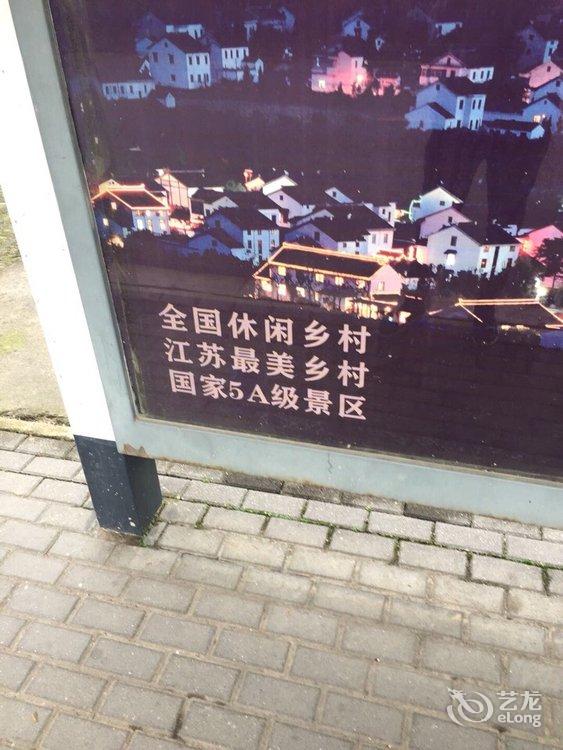 全国休闲乡村
江苏最美乡村
国家5A级景区
艺龙
eLong